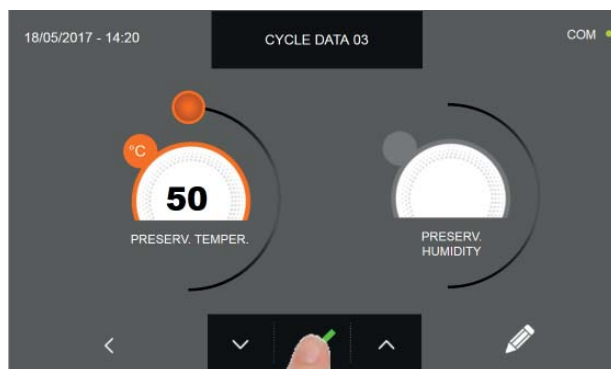 18/05/2017 - 14:20
CYCLE DATA 03
COM
°C
50
PRESERV. TEMPER.
PRESERV.
HUMIDITY